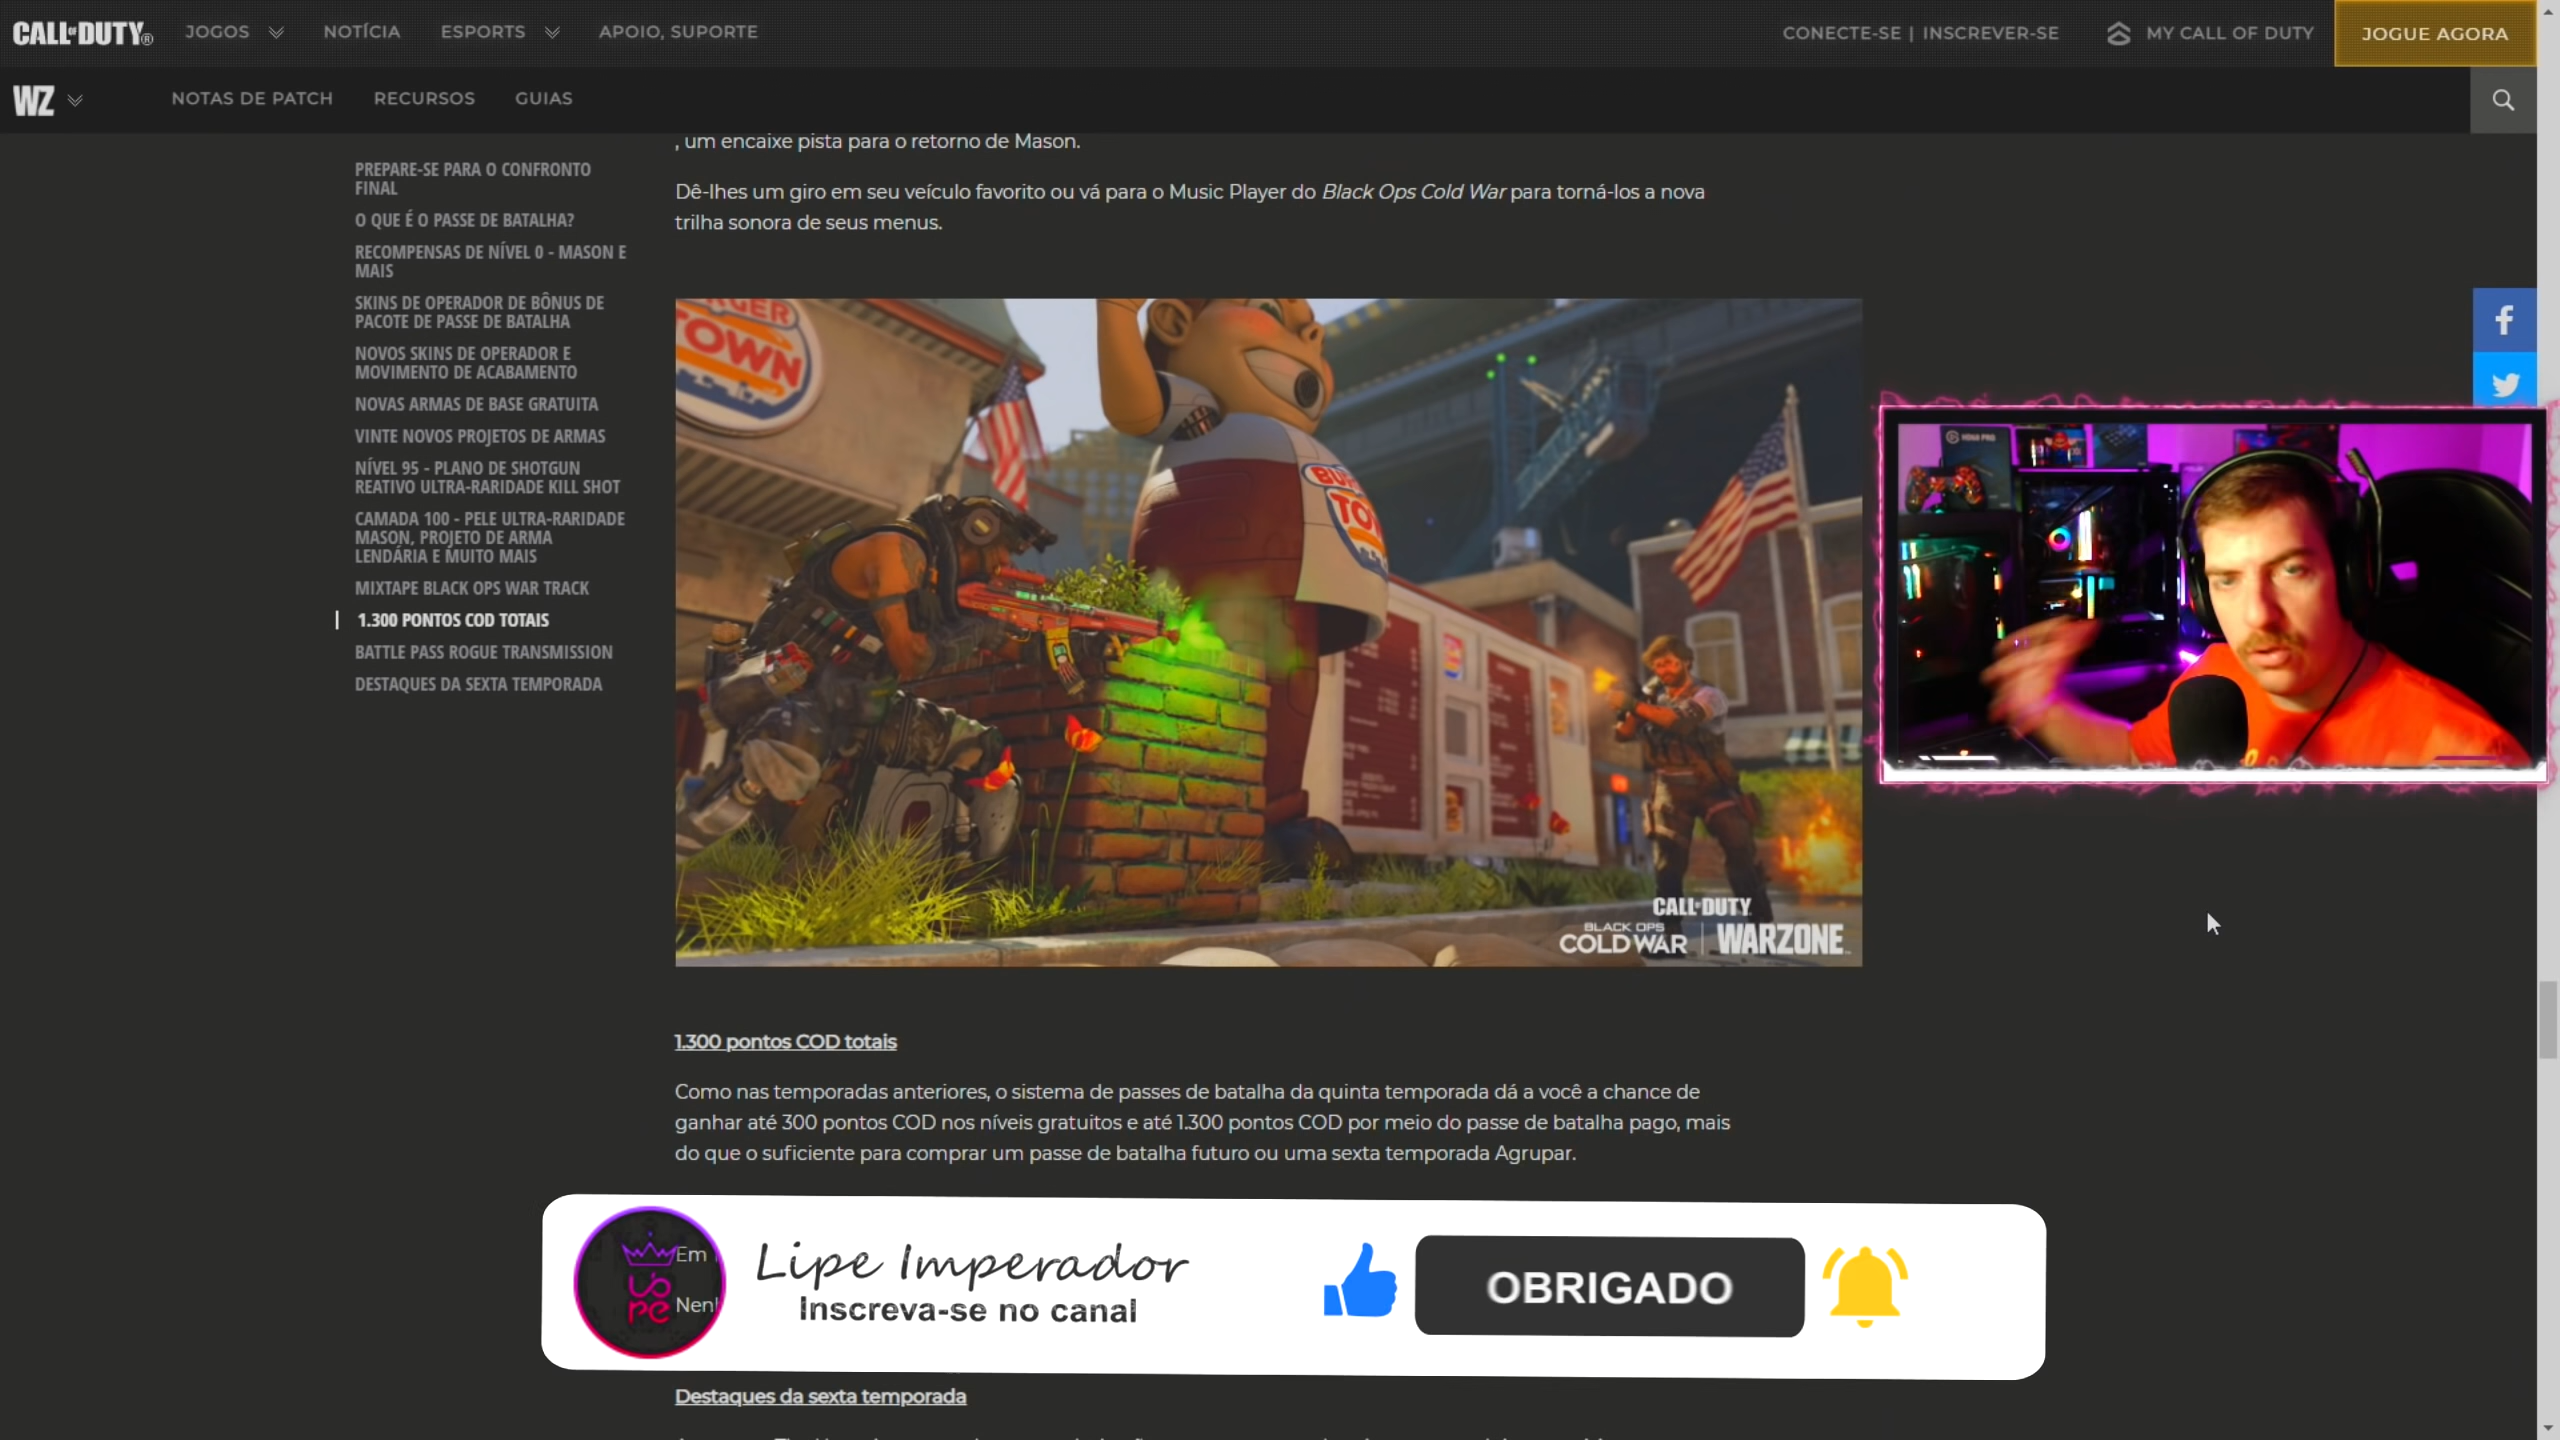 CALL OF DUTY®
JOGOS
NOTÍCIA
ESPORTS
APOIO, SUPORTE
CONECTE-SE | INSCREVER-SE
MY CALL OF DUTY
JOGUE AGORA
WZ
NOTAS DE PATCH
RECURSOS
GUIAS
PREPARE-SE PARA O CONFRONTO
FINAL
O QUE É O PASSE DE BATALHA?
RECOMPENSAS DE NÍVEL 0 - MASON E
MAIS
SKINS DE OPERADOR DE BÔNUS DE
PACOTE DE PASSE DE BATALHA
NOVOS SKINS DE OPERADOR E
MOVIMENTO DE ACABAMENTO
NOVAS ARMAS DE BASE GRATUITA
VINTE NOVOS PROJETOS DE ARMAS
NÍVEL 95 - PLANO DE SHOTGUN
REATIVO ULTRA-RARIDADE KILL SHOT
CAMADA 100 - PELE ULTRA-RARIDADE
MASON, PROJETO DE ARMA
LENDÁRIA E MUITO MAIS
MIXTAPE BLACK OPS WAR TRACK
1.300 PONTOS COD TOTAIS
BATTLE PASS ROGUE TRANSMISSION
DESTAQUES DA SEXTA TEMPORADA
, um encaixe pista para o retorno de Mason.
Dê-lhes um giro em seu veículo favorito ou vá para o Music Player do Black Ops Cold War para torná-los a nova
trilha sonora de seus menus.
TOWN
BU
TO
CALL OF DUTY
BLACK OPS
COLD WAR
WARZONE
1.300 pontos COD totais
Como nas temporadas anteriores, o sistema de passes de batalha da quinta temporada dá a você a chance de
ganhar até 300 pontos COD nos níveis gratuitos e até 1.300 pontos COD por meio do passe de batalha pago, mais
do que o suficiente para comprar um passe de batalha futuro ou uma sexta temporada Agrupar.
Em
Lipe Imperador
Inscreva-se no canal
OBRIGADO
Destaques da sexta temporada